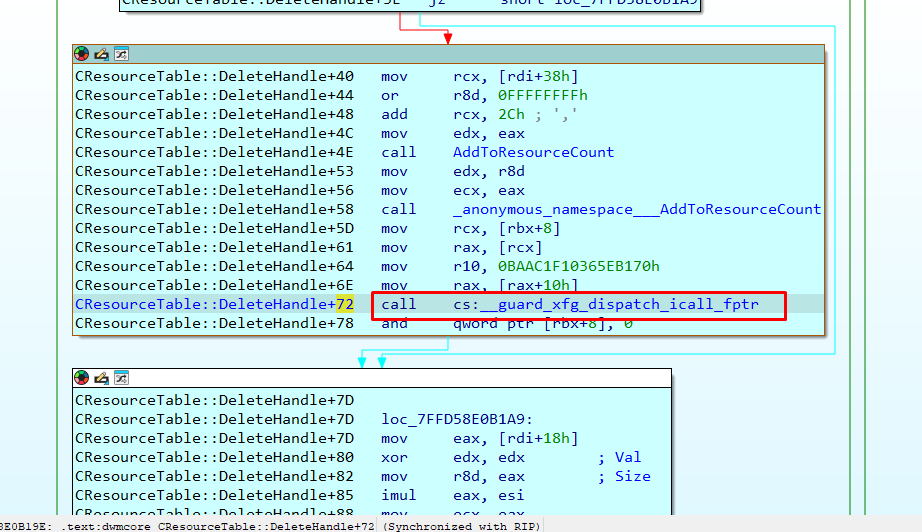 CResourceTable::DeleteHandle+3E jz short loc_7FFD58E0B1A9
CResourceTable::DeleteHandle+40 mov rcx, [rdi+38h]
CResourceTable::DeleteHandle+44 or r8d, 0FFFFFFFFh
CResourceTable::DeleteHandle+48 add rcx, 2Ch ; ','
CResourceTable::DeleteHandle+4C mov edx, eax
CResourceTable::DeleteHandle+4E call AddToResourceCount
CResourceTable::DeleteHandle+53 mov edx, r8d
CResourceTable::DeleteHandle+56 mov ecx, eax
CResourceTable::DeleteHandle+58 call _anonymous_namespace___AddToResourceCount
CResourceTable::DeleteHandle+5D mov rcx, [rbx+8]
CResourceTable::DeleteHandle+61 mov rax, [rcx]
CResourceTable::DeleteHandle+64 mov r10, 0BAAC1F10365EB170h
CResourceTable::DeleteHandle+6E mov rax, [rax+10h]
CResourceTable::DeleteHandle+72 call cs:__guard_xfg_dispatch_icall_fptr
CResourceTable::DeleteHandle+78 and qword ptr [rbx+8], 0
CResourceTable::DeleteHandle+7D
CResourceTable::DeleteHandle+7D loc_7FFD58E0B1A9:
CResourceTable::DeleteHandle+7D mov eax, [rdi+18h]
CResourceTable::DeleteHandle+80 xor edx, edx ; Val
CResourceTable::DeleteHandle+82 mov r8d, eax ; Size
CResourceTable::DeleteHandle+85 imul eax, esi
CResourceTable::DeleteHandle+88 mov ecx, eax
8E0B19E: .text:dwmcore CResourceTable::DeleteHandle+72 (Synchronized with RIP)